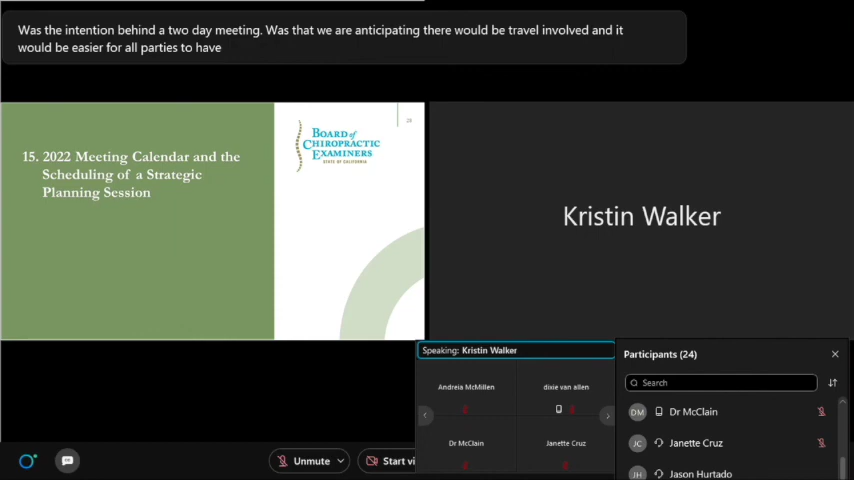 Was the intention behind a two day meeting. Was that we are anticipating there would be travel involved and it
would be easier for all parties to have
28
BOARD of
CHIROPRACTIC
EXAMINERS
STATE OF CALIFORNIA
15. 2022 Meeting Calendar and the
Scheduling of a Strategic
Planning Session
Kristin Walker
Speaking: Kristin Walker
Andreia McMillen
dixie van allen
Dr McClain
Janette Cruz
Participants (24)
Search
DM Dr McClain
JC Janette Cruz
JH Jason Hurtado
Unmute
Start vi